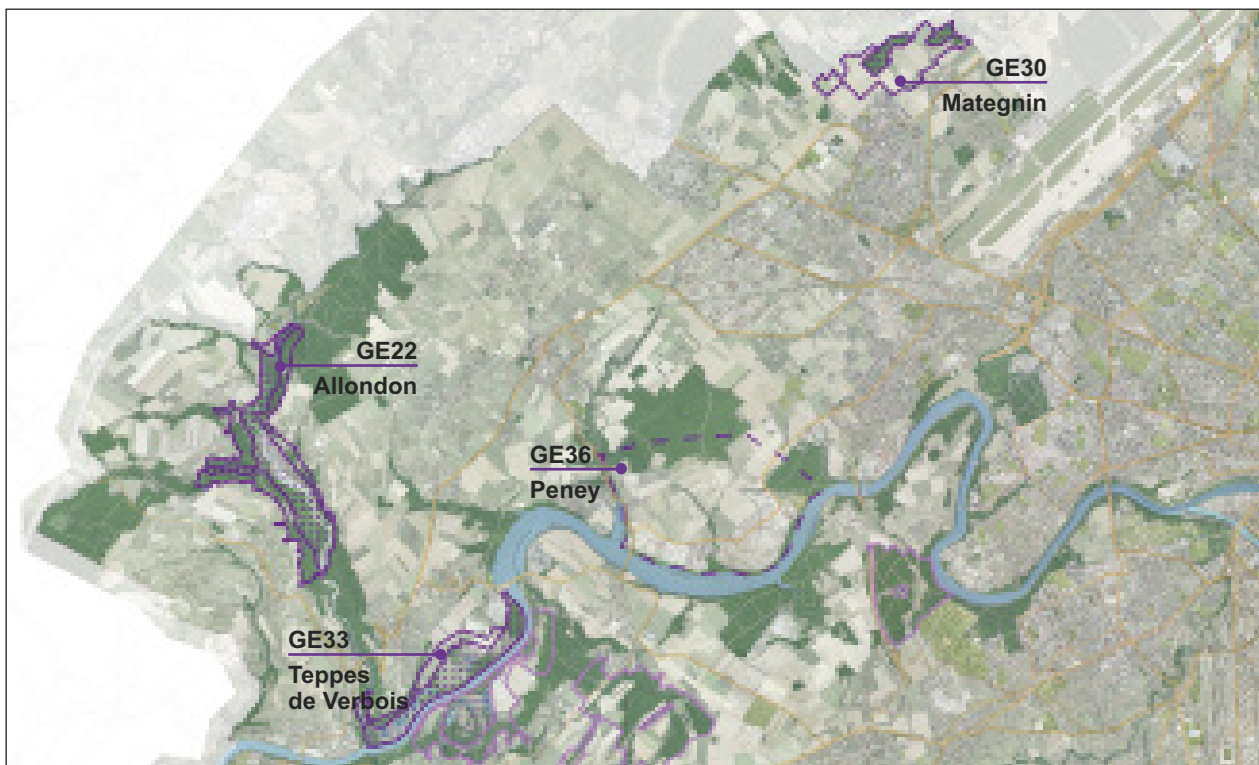 GE30
Mategnin
GE22
Allondon
GE36
Peney
GE33
Teppes
de Verbois